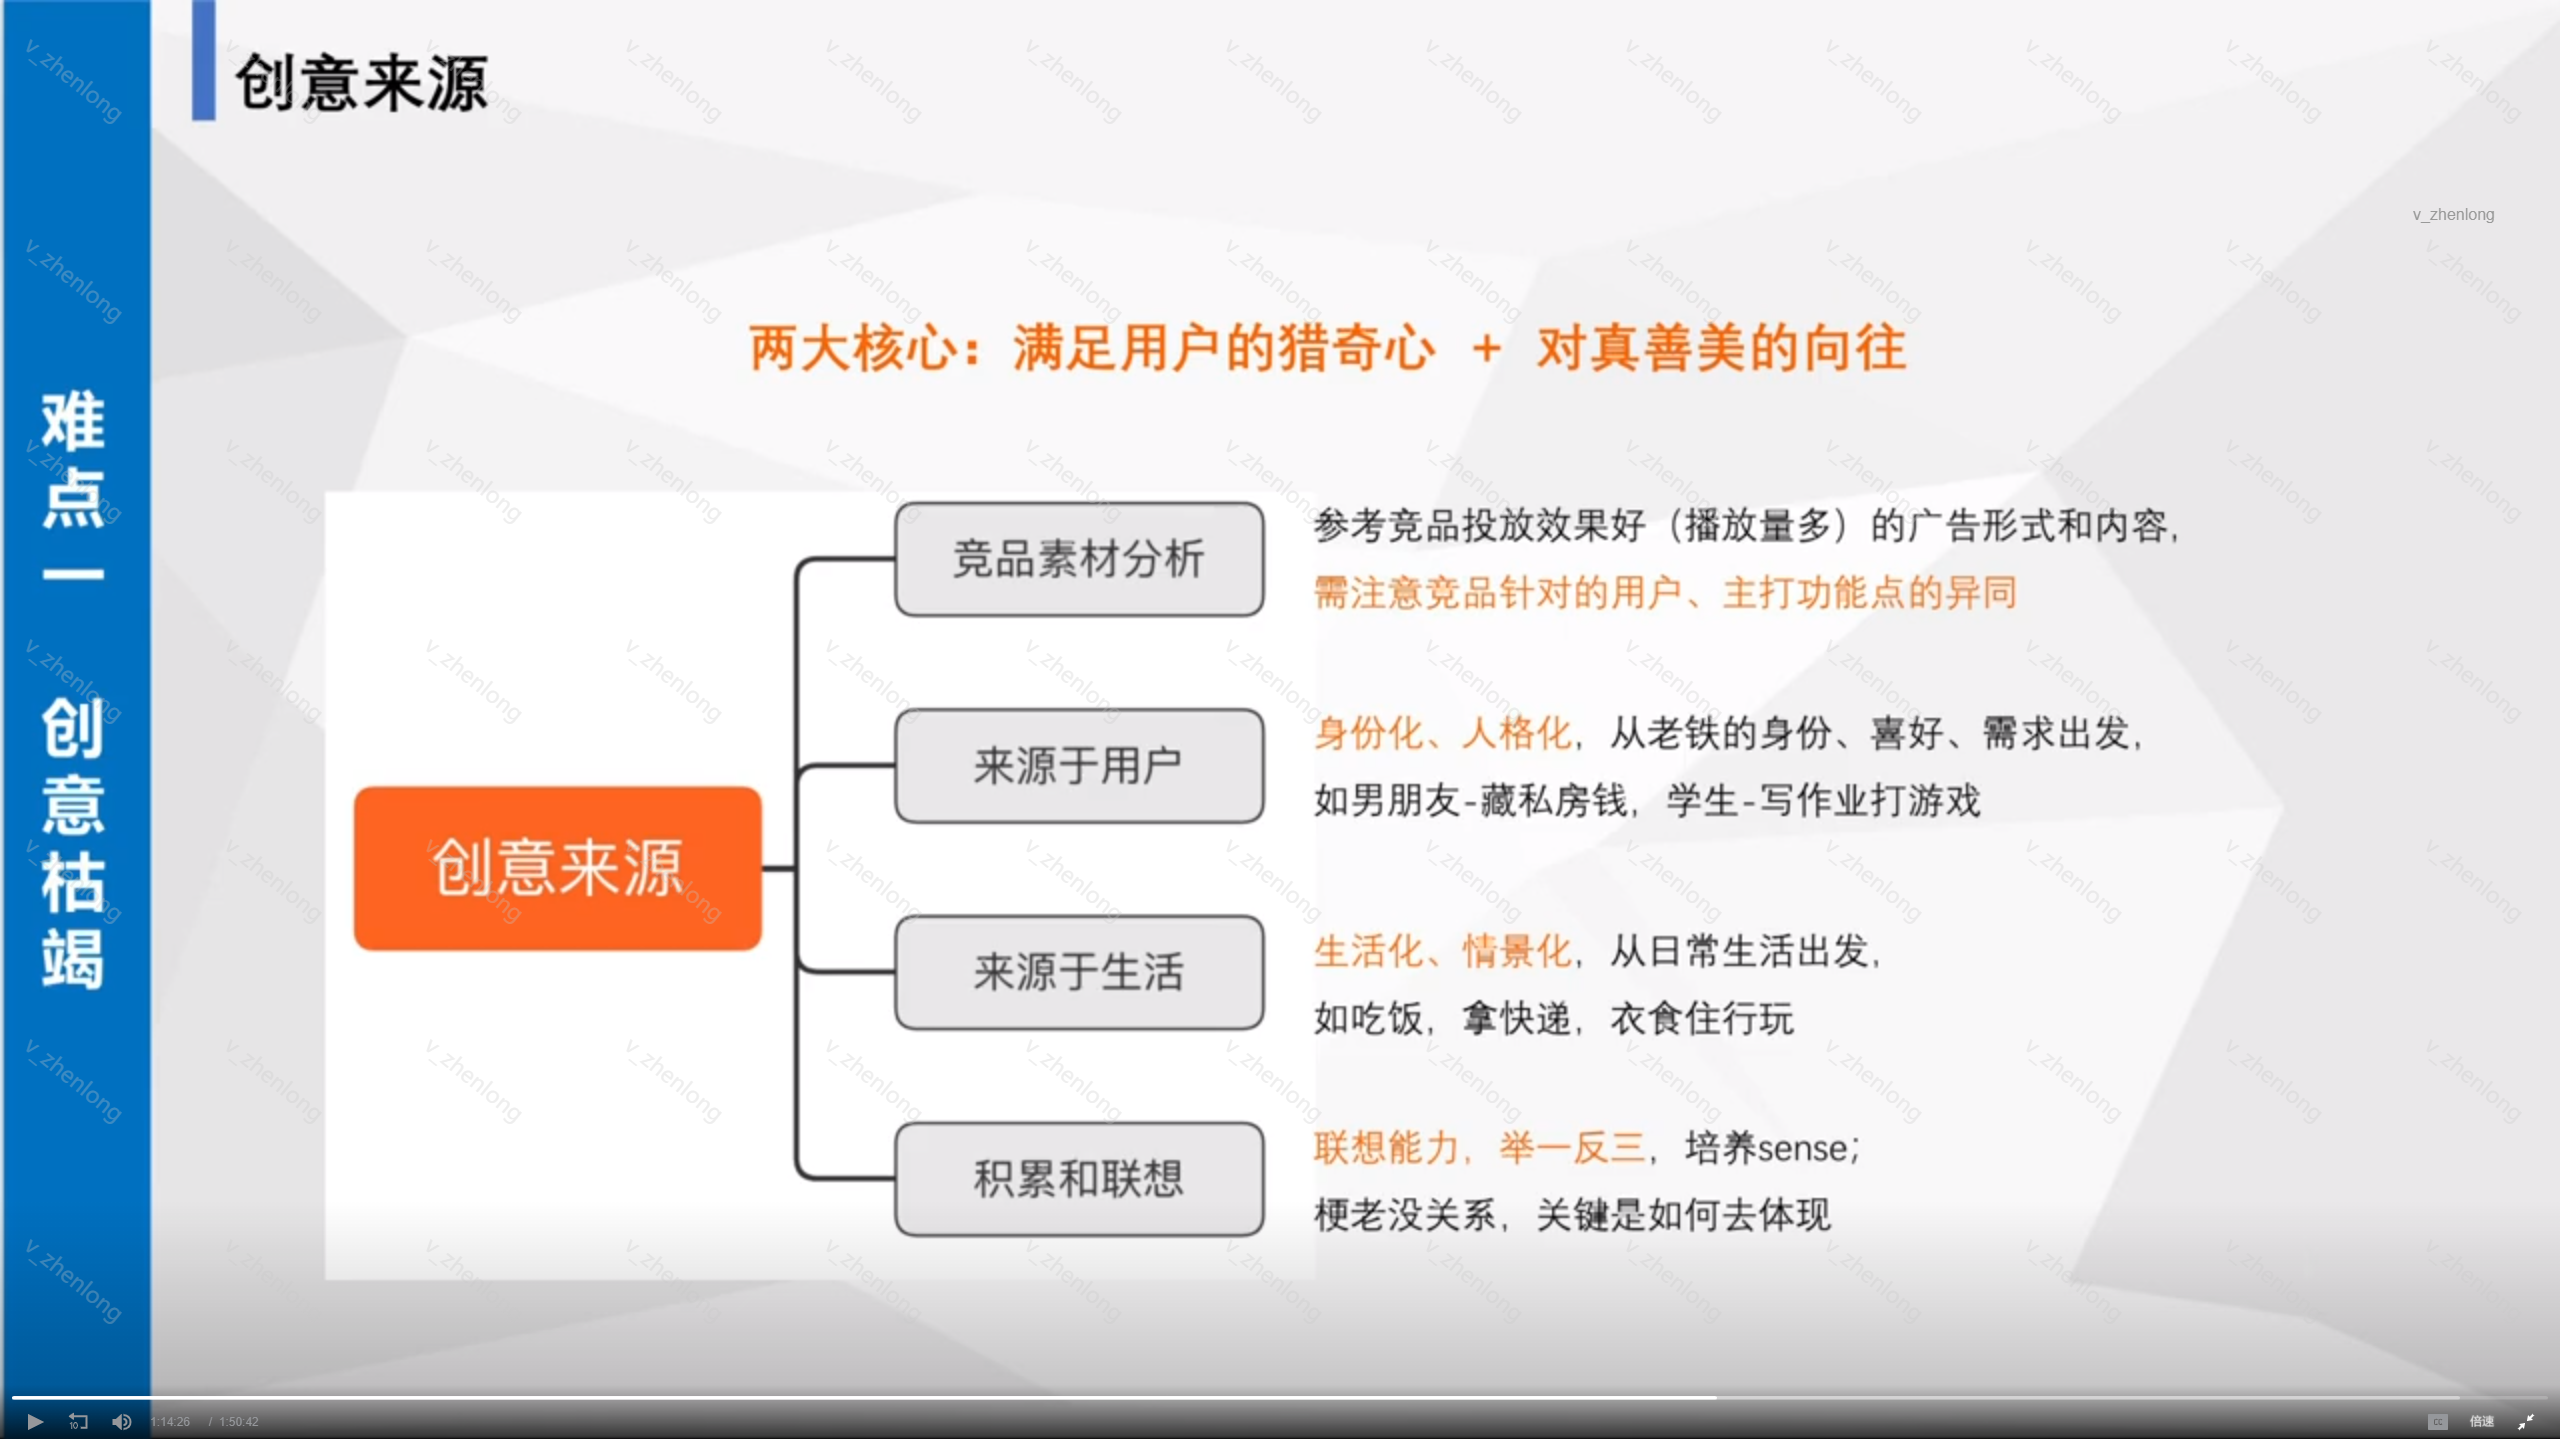 创意来源
v_zhenlong
难点一 创意枯竭
两大核心：满足用户的猎奇心 + 对真善美的向往
创意来源
竞品素材分析
参考竞品投放效果好（播放量多）的广告形式和内容，
需注意竞品针对的用户、主打功能点的异同
来源于用户
身份化、人格化，从老铁的身份、喜好、需求出发，
如男朋友-藏私房钱，学生-写作业打游戏
来源于生活
生活化、情景化，从日常生活出发，
如吃饭，拿快递，衣食住行玩
积累和联想
联想能力，举一反三，培养sense；
梗老没关系，关键是如何去体现
10
1:14:26 / 1:50:42
CC
倍速